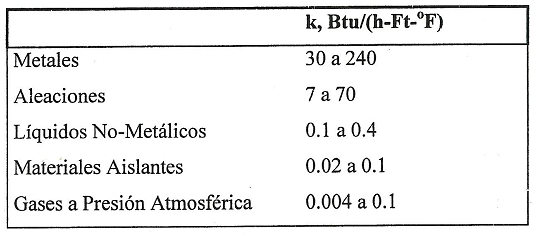 k, Btu/(h-Ft-ºF)
Metales 30 a 240
Aleaciones 7 a 70
Líquidos No-Metálicos 0.1 a 0.4
Materiales Aislantes 0.02 a 0.1
Gases a Presión Atmosférica 0.004 a 0.1